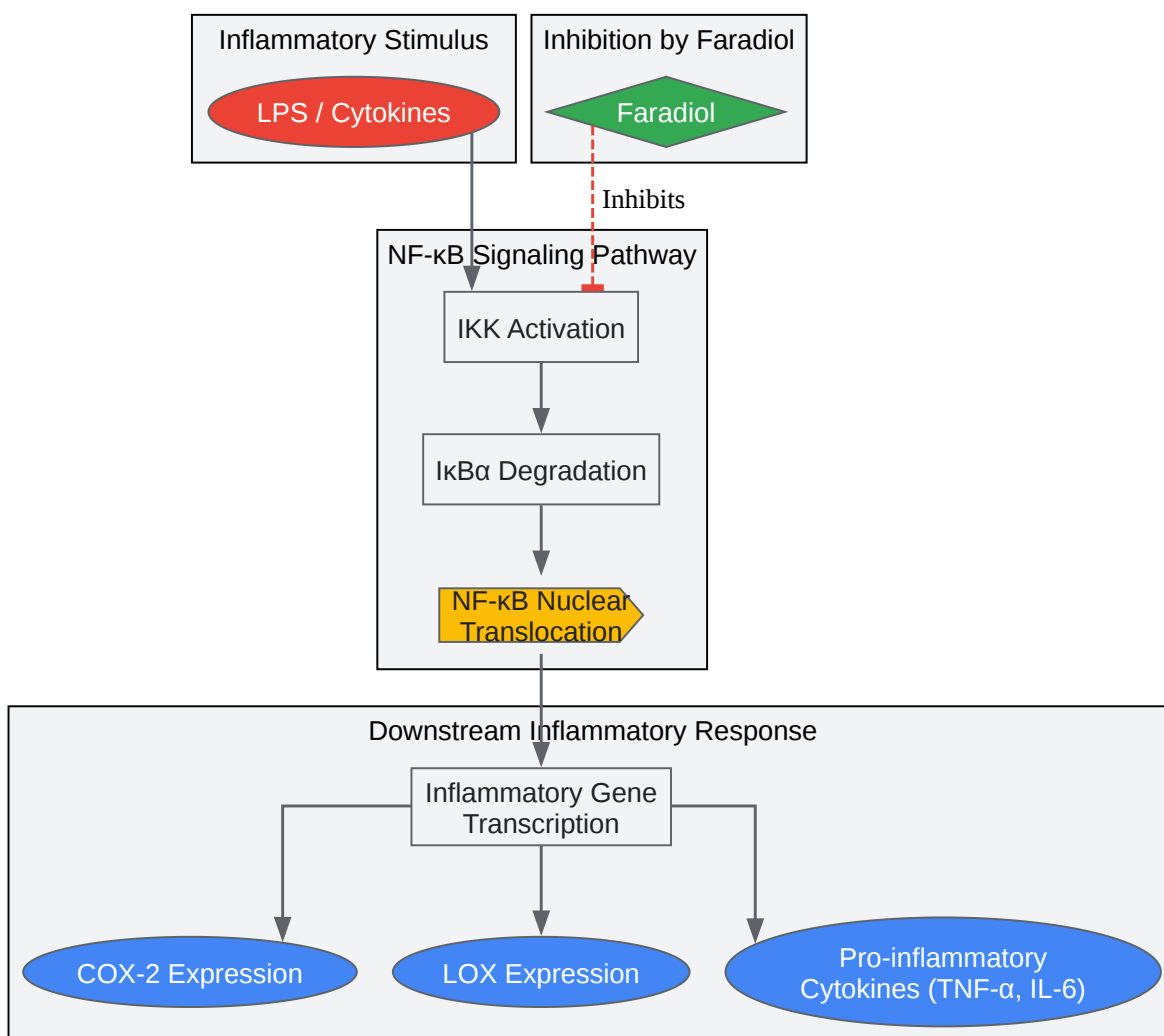 Inflammatory Stimulus
Inhibition by Faradiol
LPS / Cytokines
Faradiol
Inhibits
NF-κB Signaling Pathway
IKK Activation
IκBα Degradation
NF-κB Nuclear
Translocation
Downstream Inflammatory Response
Inflammatory Gene
Transcription
COX-2 Expression
LOX Expression
Pro-inflammatory
Cytokines (TNF-α, IL-6)